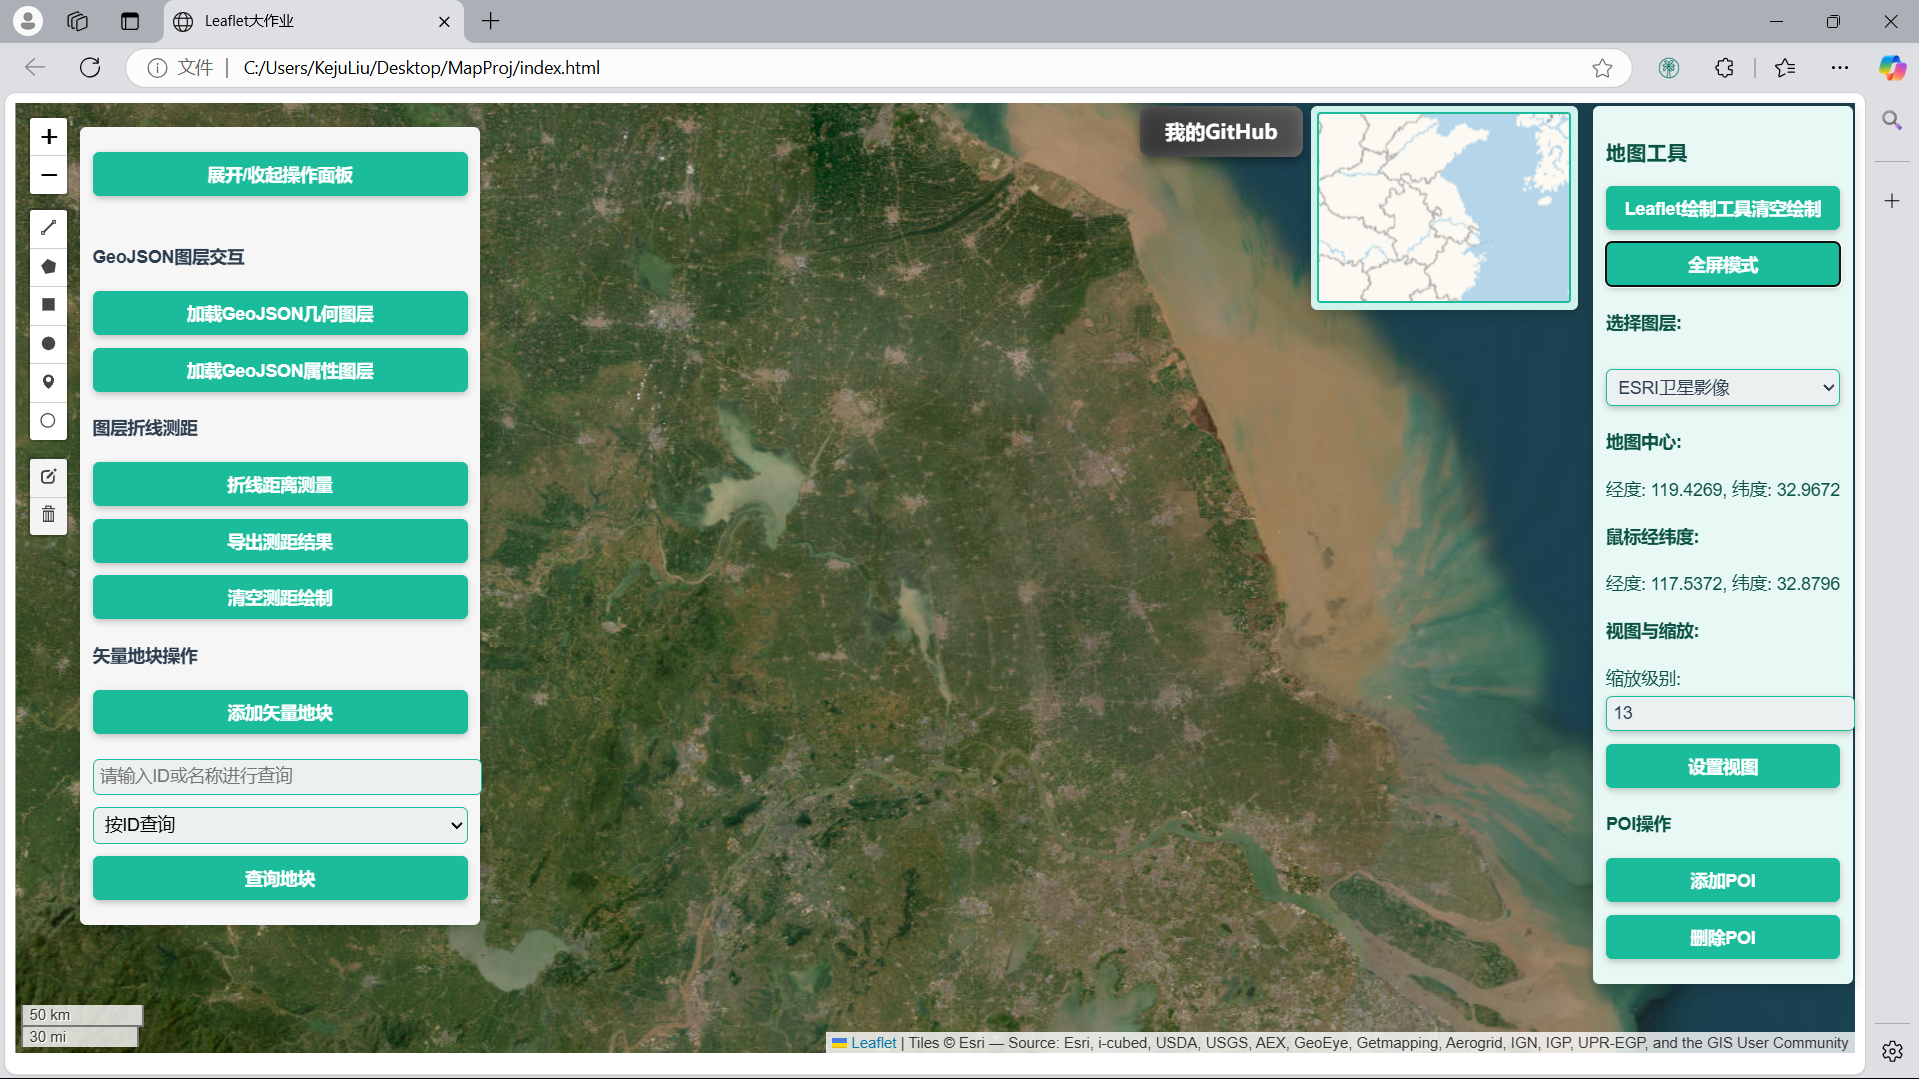 Leaflet大作业
文件
C:/Users/KejuLiu/Desktop/MapProj/index.html
+
−
展开/收起操作面板
GeoJSON图层交互
加载GeoJSON几何图层
加载GeoJSON属性图层
图层折线测距
折线距离测量
导出测距结果
清空测距绘制
矢量地块操作
添加矢量地块
请输入ID或名称进行查询
按ID查询
查询地块
50 km
30 mi
我的GitHub
地图工具
Leaflet绘制工具清空绘制
全屏模式
选择图层:
ESRI卫星影像
地图中心:
经度: 119.4269, 纬度: 32.9672
鼠标经纬度:
经度: 117.5372, 纬度: 32.8796
视图与缩放:
缩放级别:
13
设置视图
POI操作
添加POI
删除POI
Leaflet | Tiles © Esri — Source: Esri, i-cubed, USDA, USGS, AEX, GeoEye, Getmapping, Aerogrid, IGN, IGP, UPR-EGP, and the GIS User Community